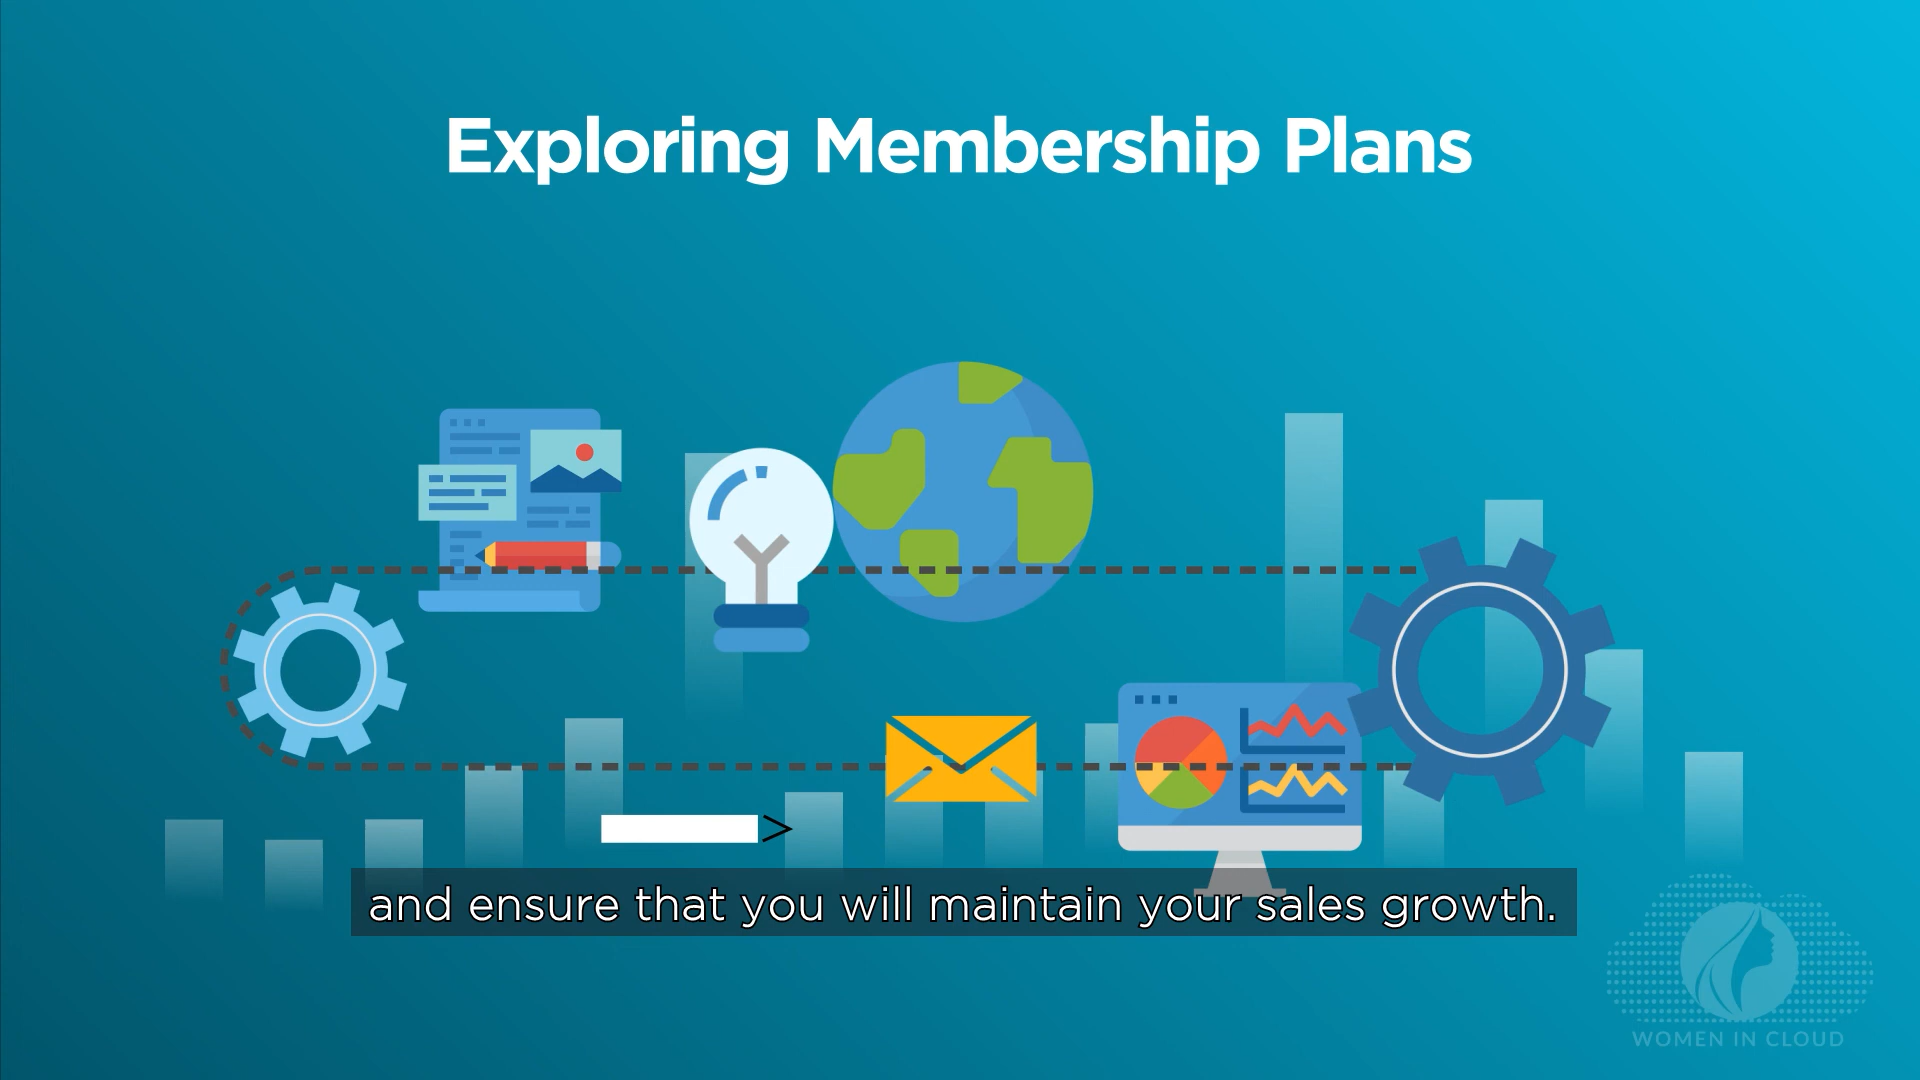 Exploring Membership Plans
>
and ensure that you will maintain your sales growth.
WOMEN IN CLOUD